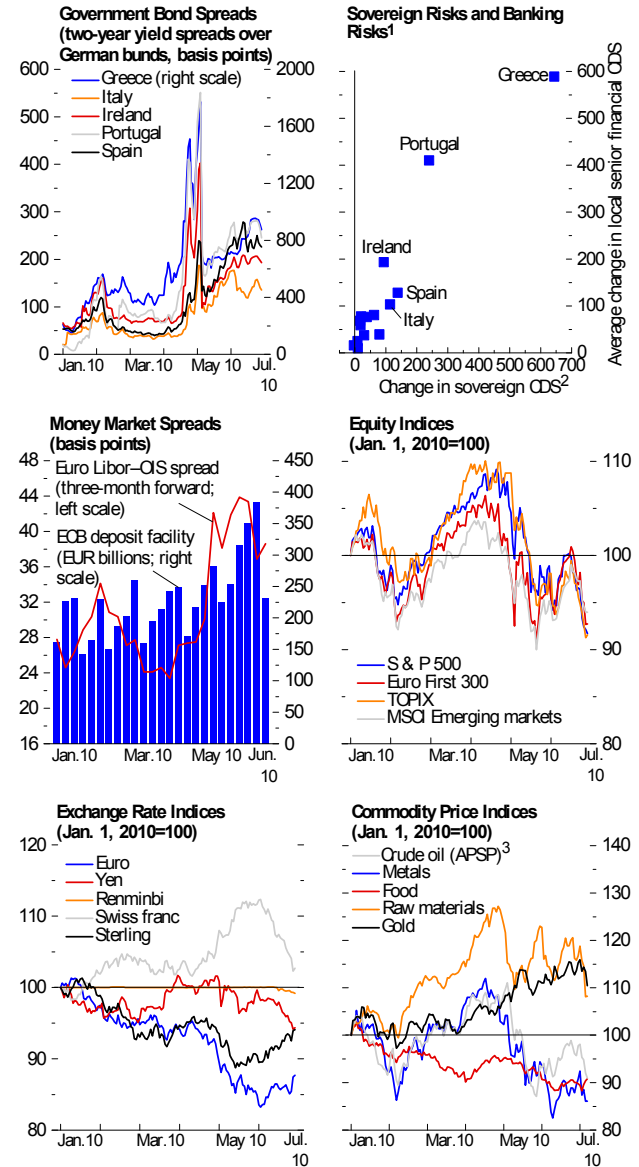 Government Bond Spreads
(two-year yield spreads over
German bunds, basis points)
600
500
400
300
200
100
0
2000
1600
1200
800
400
0
Greece (right scale)
Italy
Ireland
Portugal
Spain
Jan.10
Mar.10
May 10
Jul.
10
Sovereign Risks and Banking
Risks1
Greece
Portugal
Ireland
Spain
Italy
600
500
400
300
200
100
0
Average change in local senior financial CDS
0 100 200 300 400 500 600 700
Change in sovereign CDS2
Money Market Spreads
(basis points)
48
44
40
36
32
28
24
20
16
450
400
350
300
250
200
150
100
50
0
Euro Libor–OIS spread
(three-month forward;
left scale)
ECB deposit facility
(EUR billions; right
scale)
Jan.10
Mar.10
May 10
Jun.
10
Equity Indices
(Jan. 1, 2010=100)
110
100
90
80
S & P 500
Euro First 300
TOPIX
MSCI Emerging markets
Jan.10
Mar.10
May 10
Jul.
10
Exchange Rate Indices
(Jan. 1, 2010=100)
120
110
100
90
80
Euro
Yen
Renminbi
Swiss franc
Sterling
Jan.10
Mar.10
May 10
Jul.
10
Commodity Price Indices
(Jan. 1, 2010=100)
Crude oil (APSP)3
Metals
Food
Raw materials
Gold
140
130
120
110
100
90
80
Jan.10
Mar.10
May 10
Jul.
10